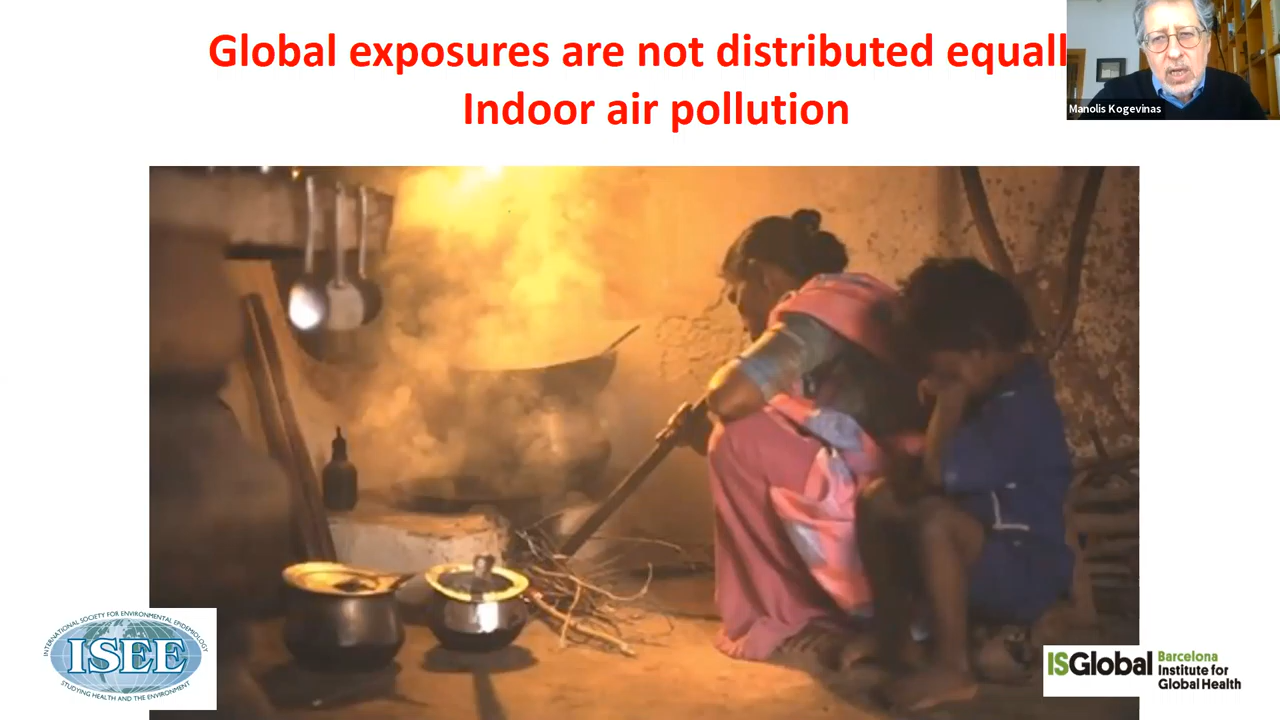 Global exposures are not distributed equall
Indoor air pollution
Manolis Kogevinas
INTERNATIONAL SOCIETY FOR ENVIRONMENTAL EPIDEMIOLOGY
ISEE
STUDYING HEALTH AND THE ENVIRONMENT
ISGlobal
Barcelona
Institute for
Global Health